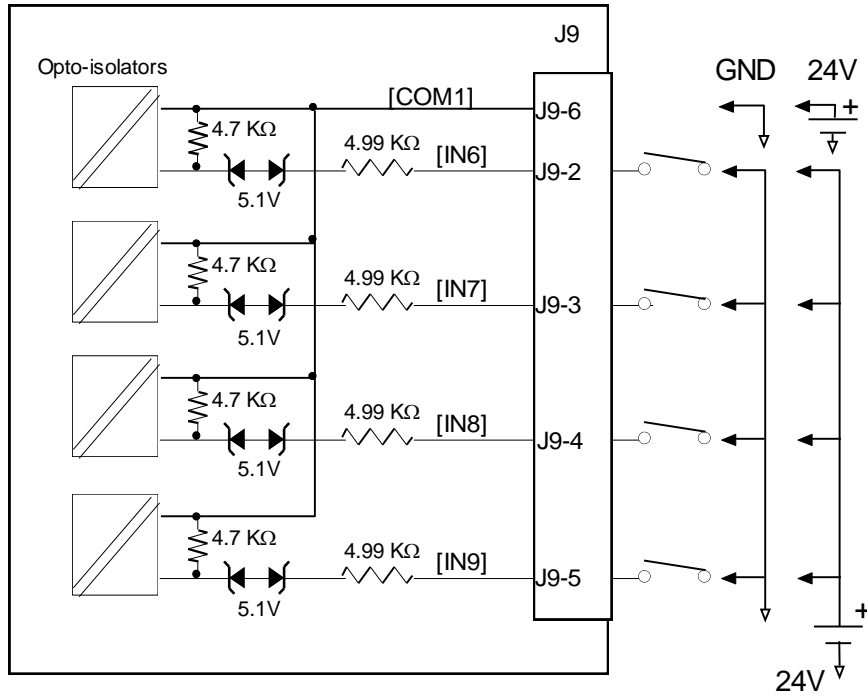 J9
Opto-isolators
GND 24V
[COM1]
J9-6
+
4.7 KΩ
4.99 KΩ
[IN6]
J9-2
5.1V
4.7 KΩ
4.99 KΩ
[IN7]
J9-3
5.1V
4.7 KΩ
4.99 KΩ
[IN8]
J9-4
5.1V
4.7 KΩ
4.99 KΩ
[IN9]
J9-5
5.1V
+
24V